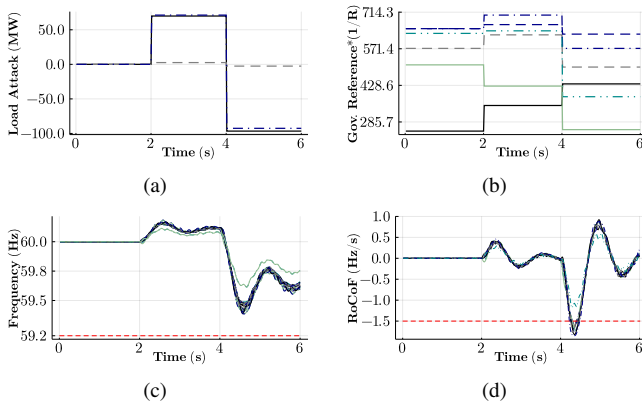 Load Attack (MW)
50.0
0.0
−50.0
−100.0
0
2
4
6
Time (s)
(a)
Gov. Reference*(1/R)
714.3
571.4
428.6
285.7
0
2
4
6
Time (s)
(b)
Frequency (Hz)
60.0
59.8
59.5
59.2
0
2
4
6
Time (s)
(c)
RoCoF (Hz/s)
1.0
0.5
0.0
−0.5
−1.0
−1.5
0
2
4
6
Time (s)
(d)